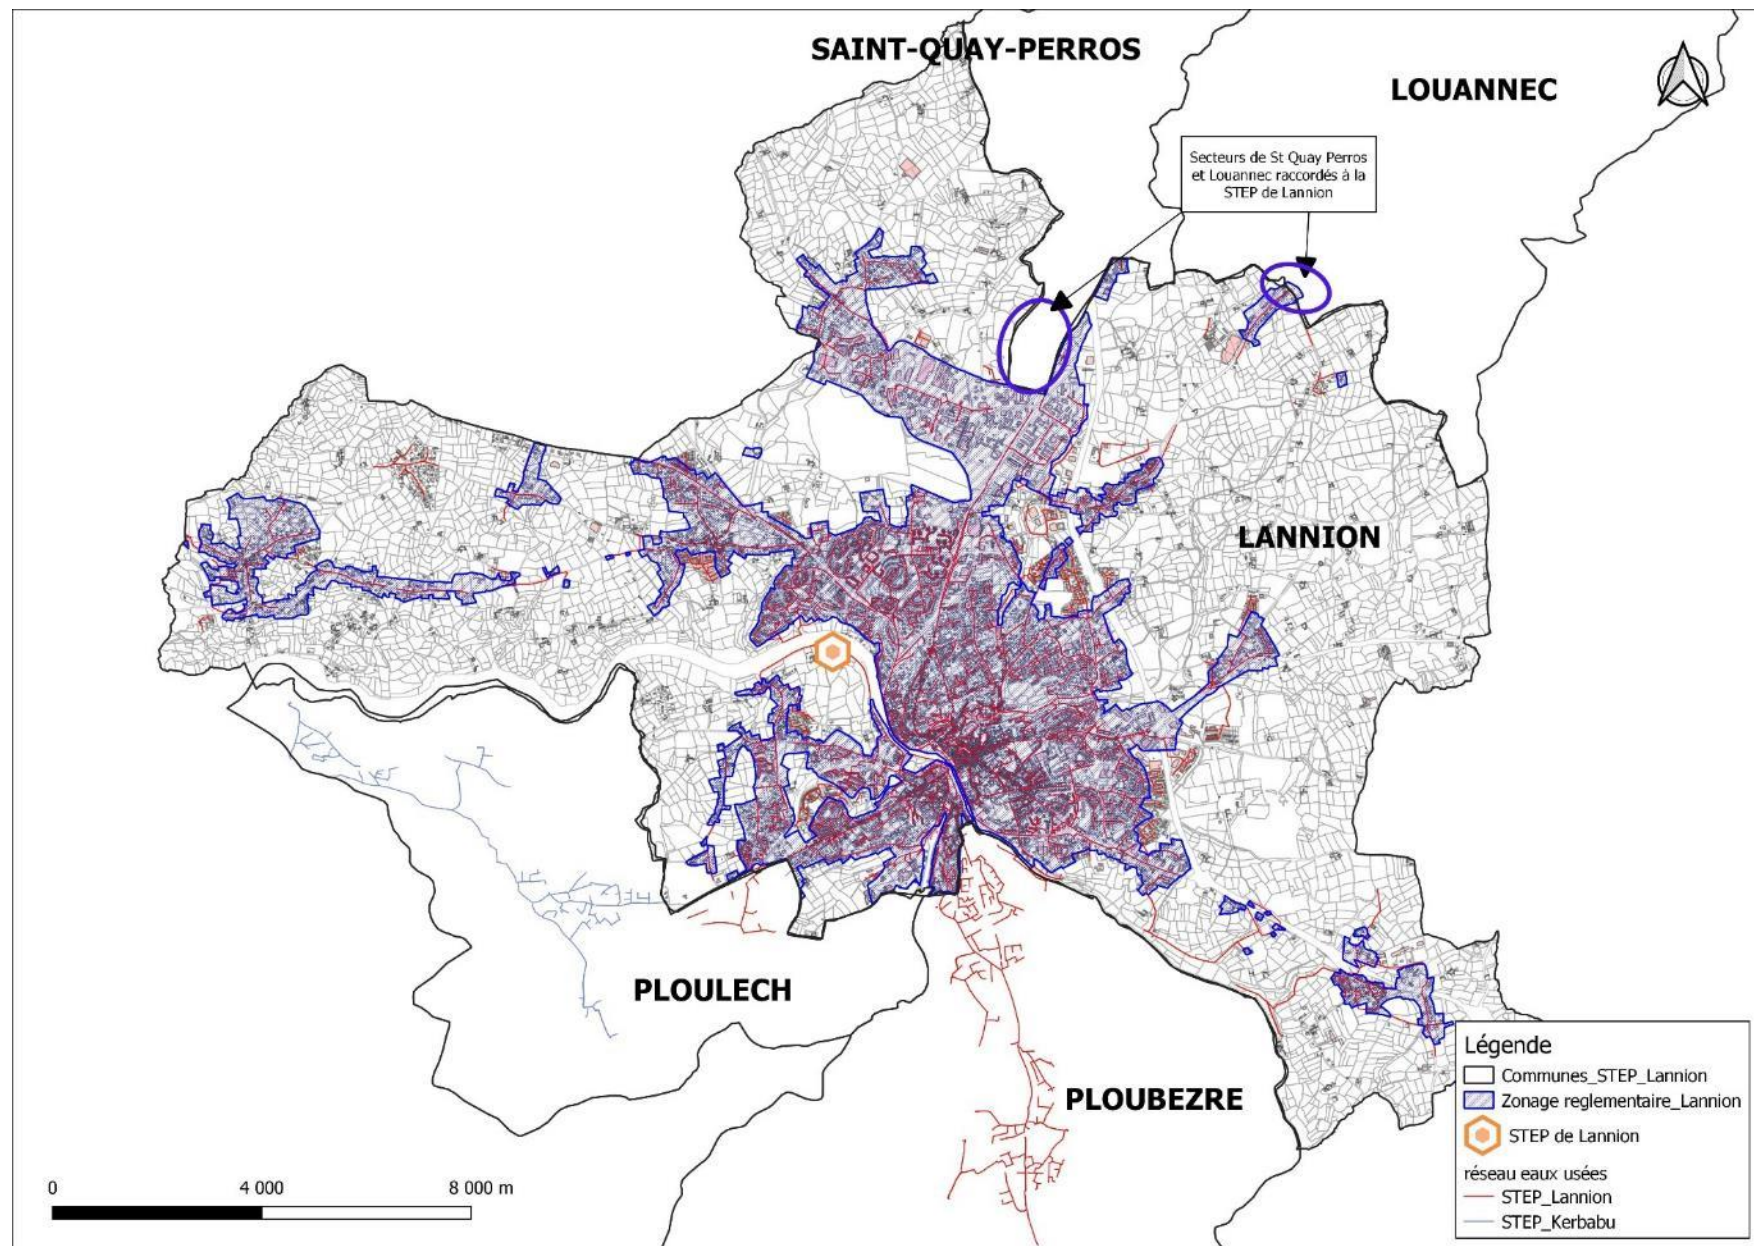 SAINT-QUAY-PERROS
LOUANNEC
Secteurs de St Quay Perros
et Louannec raccordés à la
STEP de Lannion
LANNION
PLOULECH
PLOUBEZRE
Légende
Communes_STEP_Lannion
Zonage reglementaire_Lannion
STEP de Lannion
réseau eaux usées
STEP_Lannion
STEP_Kerbabu
0 4 000 8 000 m